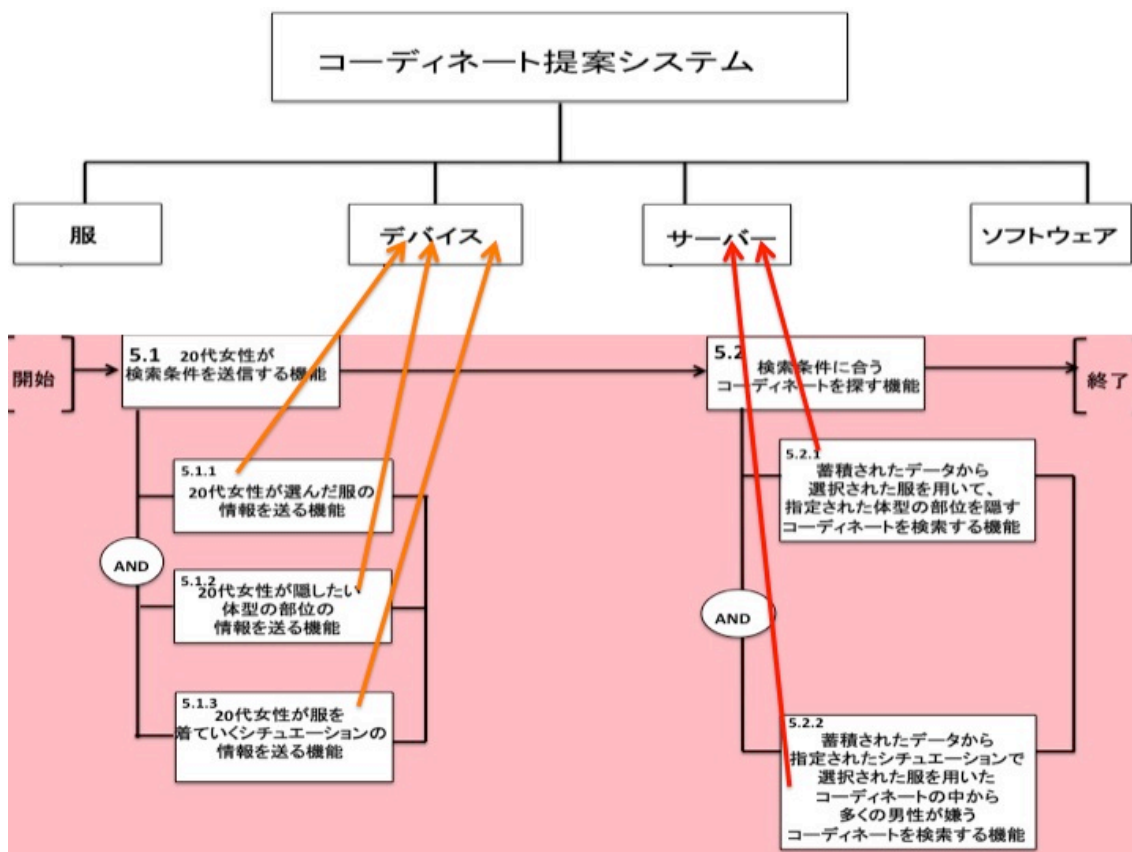 コーディネート提案システム
服
デバイス
サーバー
ソフトウェア
開始
5.1 20代女性が
検索条件を送信する機能
5.2
検索条件に合う
コーディネートを探す機能
終了
5.1.1
20代女性が選んだ服の
情報を送る機能
AND
5.1.2
20代女性が隠したい
体型の部位の
情報を送る機能
5.1.3
20代女性が服を
着ていくシチュエーションの
情報を送る機能
5.2.1
蓄積されたデータから
選択された服を用いて、
指定された体型の部位を隠す
コーディネートを検索する機能
AND
5.2.2
蓄積されたデータから
指定されたシチュエーションで
選択された服を用いた
コーディネートの中から
多くの男性が嫌う
コーディネートを検索する機能